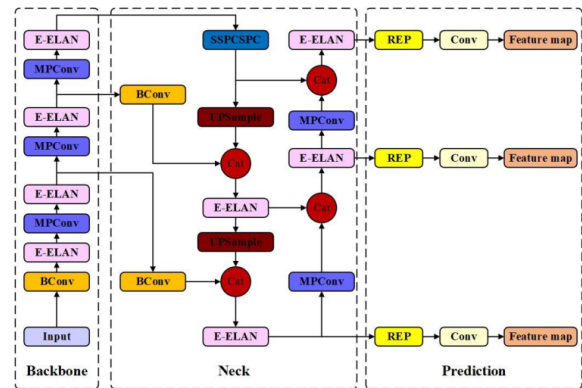 E-ELAN
MPConv
E-ELAN
MPConv
E-ELAN
MPConv
E-ELAN
BConv
Input
Backbone
SSPCSPC
BConv
UPSample
Cat
E-ELAN
UPSample
BConv
Cat
E-ELAN
E-ELAN
Cat
MPConv
E-ELAN
Cat
MPConv
Neck
REP
Conv
Feature map
REP
Conv
Feature map
REP
Conv
Feature map
Prediction